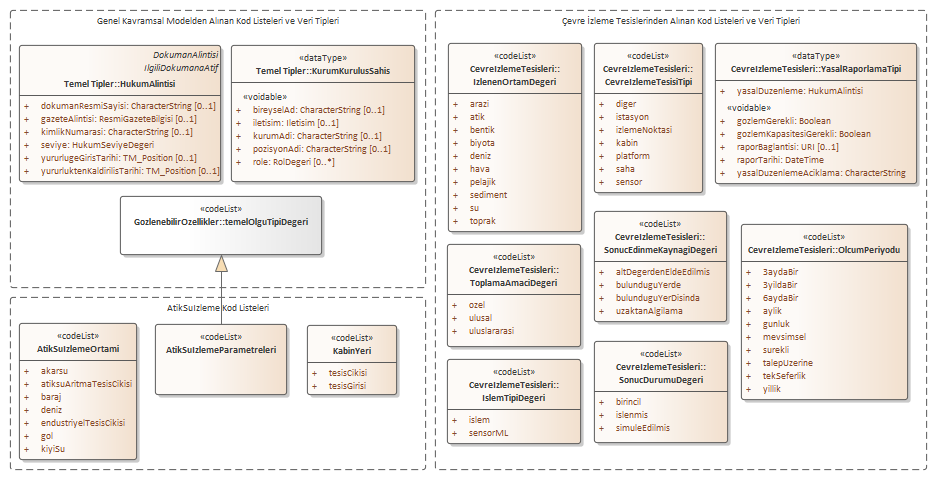 Genel Kavramsal Modelden Alınan Kod Listeleri ve Veri Tipleri
DokumanAlintisi
IlgiliDokumanaAtif
Temel Tipler::HukumAlintisi
+ dokumanResmiSayisi: CharacterString [0..1]
+ gazeteAlintisi: ResmiGazeteBilgisi [0..1]
+ kimlikNumarasi: CharacterString [0..1]
+ seviye: HukumSeviyeDegeri
+ yururlugeGirisTarihi: TM_Position [0..1]
+ yururluktenKaldirilisTarihi: TM_Position [0..1]
«dataType»
Temel Tipler::KurumKurulusSahis
«voidable»
+ bireyselAd: CharacterString [0..1]
+ iletisim: Iletisim [0..1]
+ kurumAdi: CharacterString [0..1]
+ pozisyonAdi: CharacterString [0..1]
+ role: RolDegeri [0..*]
«codeList»
GozlenebilirOzellikler::temelOlguTipiDegeri
AtikSuIzleme Kod Listeleri
«codeList»
AtikSuIzlemeOrtami
+ akarsu
+ atiksuAritmaTesisCikisi
+ baraj
+ deniz
+ endustriyelTesisCikisi
+ gol
+ kiyiSu
«codeList»
AtikSuIzlemeParametreleri
«codeList»
KabinYeri
+ tesisCikisi
+ tesisGirisi
Çevre İzleme Tesislerinden Alınan Kod Listeleri ve Veri Tipleri
«codeList»
CevreIzlemeTesisleri::
IzlenenOrtamDegeri
+ arazi
+ atik
+ bentik
+ biyota
+ deniz
+ hava
+ pelajik
+ sediment
+ su
+ toprak
«codeList»
CevreIzlemeTesisleri::
CevreIzlemeTesisiTipi
+ diger
+ istasyon
+ izlemeNoktasi
+ kabin
+ platform
+ saha
+ sensor
«dataType»
CevreIzlemeTesisleri::YasalRaporlamaTipi
+ yasalDuzenleme: HukumAlintisi
«voidable»
+ gozlemGerekli: Boolean
+ gozlemKapasitesiGerekli: Boolean
+ raporBaglantisi: URI [0..1]
+ raporTarihi: DateTime
+ yasalDuzenlemeAciklama: CharacterString
«codeList»
CevreIzlemeTesisleri::
ToplamaAmaciDegeri
+ ozel
+ ulusal
+ uluslararasi
«codeList»
CevreIzlemeTesisleri::
SonucEdinmeKaynagiDegeri
+ altDegerdenEldeEdilmis
+ bulunduguYerde
+ bulunduguYerDisinda
+ uzaktanAlgilama
«codeList»
CevreIzlemeTesisleri::OlcumPeriyodu
+ 3aydaBir
+ 3yildaBir
+ 6aydaBir
+ aylik
+ gunluk
+ mevsimsel
+ surekli
+ talepUzerine
+ tekSeferlik
+ yillik
«codeList»
CevreIzlemeTesisleri::
IslemTipiDegeri
+ islem
+ sensorML
«codeList»
CevreIzlemeTesisleri::
SonucDurumuDegeri
+ birincil
+ islenmis
+ simuleEdilmis